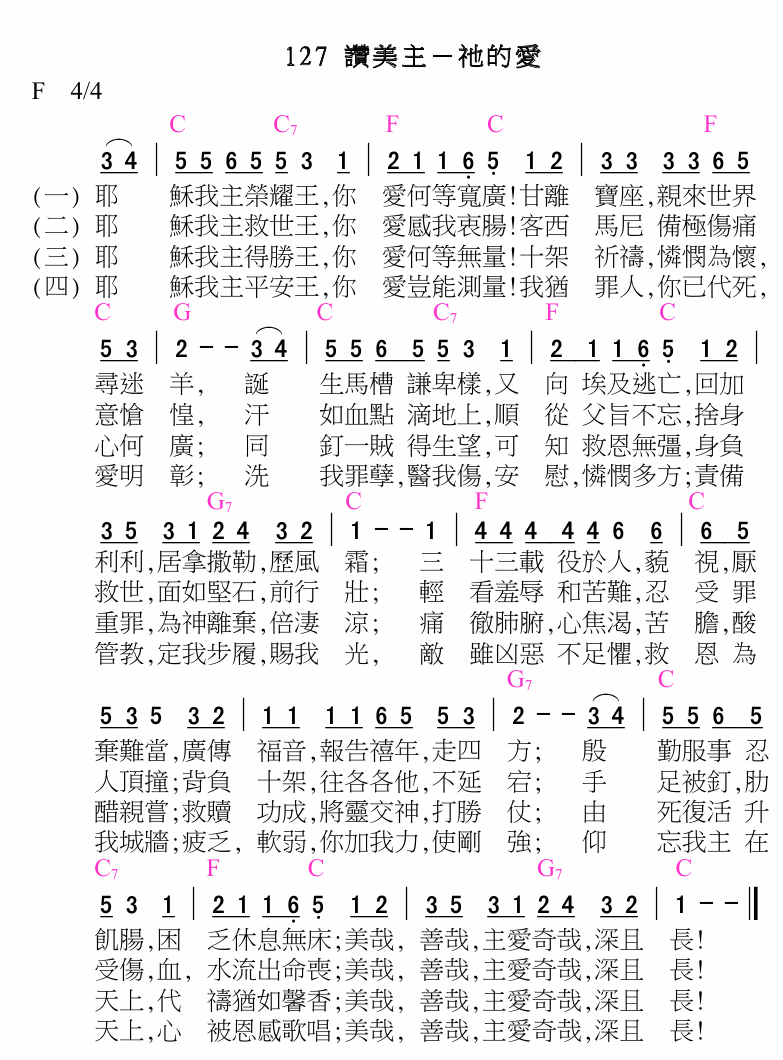 127 讚美主－祂的愛
F 4/4
C C7 F C F
3 4 | 5 5 6 5 5 3 1 | 2 1 1 6 5 1 2 | 3 3 3 3 6 5
(一) 耶 穌我主榮耀王,你 愛何等寬廣!甘離 寶座,親來世界
(二) 耶 穌我主救世王,你 愛感我衷腸!客西 馬尼 備極傷痛
(三) 耶 穌我主得勝王,你 愛何等無量!十架 祈禱,憐憫為懷,
(四) 耶 穌我主平安王,你 愛豈能測量!我猶 罪人,你已代死,
C G C C7 F C
5 3 | 2 - - 3 4 | 5 5 6 5 5 3 1 | 2 1 1 6 5 1 2 |
尋迷 羊, 誕 生馬槽 謙卑樣,又 向 埃及逃亡,回加
意愴 惶, 汗 如血點 滴地上,順 從 父旨不忘,捨身
心何 廣; 同 釘一賊 得生望,可 知 救恩無彊,身負
愛明 彰; 洗 我罪孽,醫我傷,安 慰,憐憫多方;責備
G7 C F C
3 5 3 1 2 4 3 2 | 1 - - 1 | 4 4 4 4 4 6 6 | 6 5
利利,居拿撒勒,歷風 霜; 三 十三載 役於人,藐 視,厭
救世,面如堅石,前行 壯; 輕 看羞辱 和苦難,忍 受 罪
重罪,為神離棄,倍淒 涼; 痛 徹肺腑,心焦渴,苦 膽,酸
管教,定我步履,賜我 光, 敵 雖凶惡 不足懼,救 恩 為
G7 C
5 3 5 3 2 | 1 1 1 1 6 5 5 3 | 2 - - 3 4 | 5 5 6 5
棄難當,廣傳 福音,報告禧年,走四 方; 殷 勤服事 忍
人頂撞;背負 十架,往各各他,不延 宕; 手 足被釘,肋
醋親嘗;救贖 功成,將靈交神,打勝 仗; 由 死復活 升
我城牆;疲乏, 軟弱,你加我力,使剛 強; 仰 忘我主 在
C7 F C G7 C
5 3 1 | 2 1 1 6 5 1 2 | 3 5 3 1 2 4 3 2 | 1 - - ‖
飢腸,困 乏休息無床;美哉, 善哉,主愛奇哉,深且 長!
受傷,血, 水流出命喪;美哉, 善哉,主愛奇哉,深且 長!
天上,代 禱猶如馨香;美哉, 善哉,主愛奇哉,深且 長!
天上,心 被恩感歌唱;美哉, 善哉,主愛奇哉,深且 長!